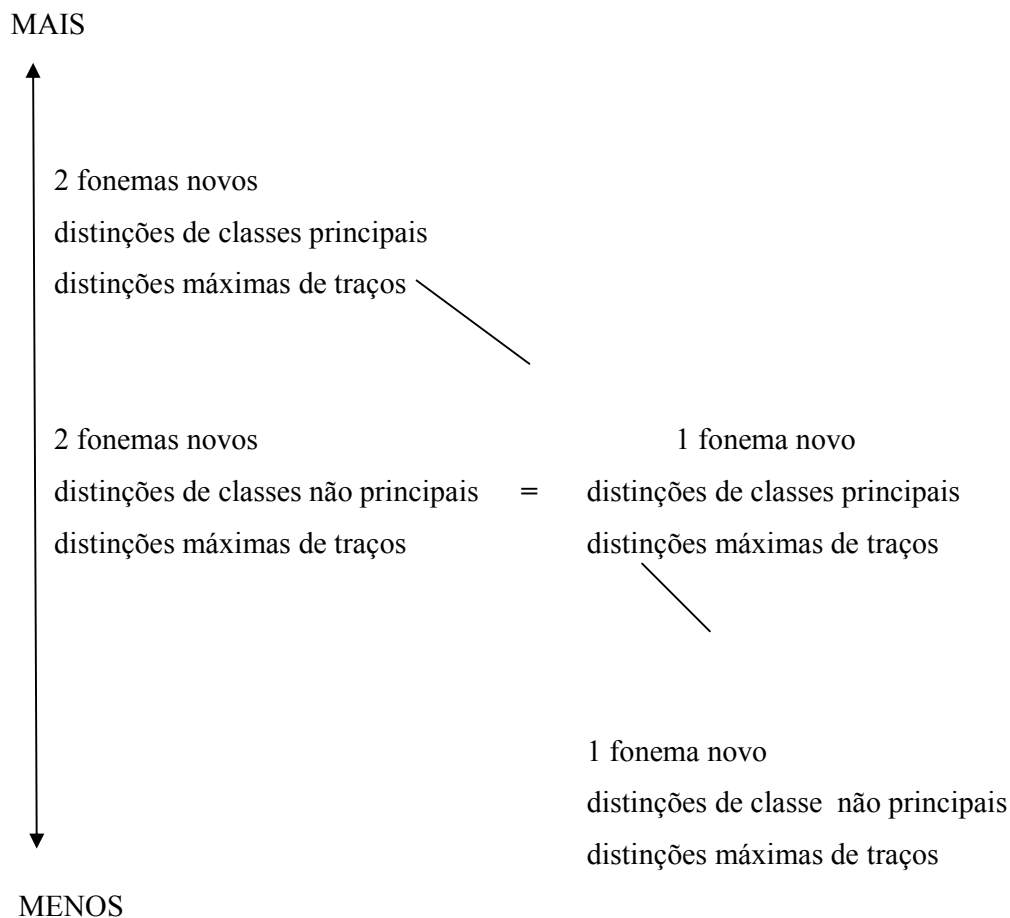 MAIS
2 fonemas novos
distinções de classes principais
distinções máximas de traços
2 fonemas novos
distinções de classes não principais
distinções máximas de traços
=
1 fonema novo
distinções de classes principais
distinções máximas de traços
1 fonema novo
distinções de classe não principais
distinções máximas de traços
MENOS